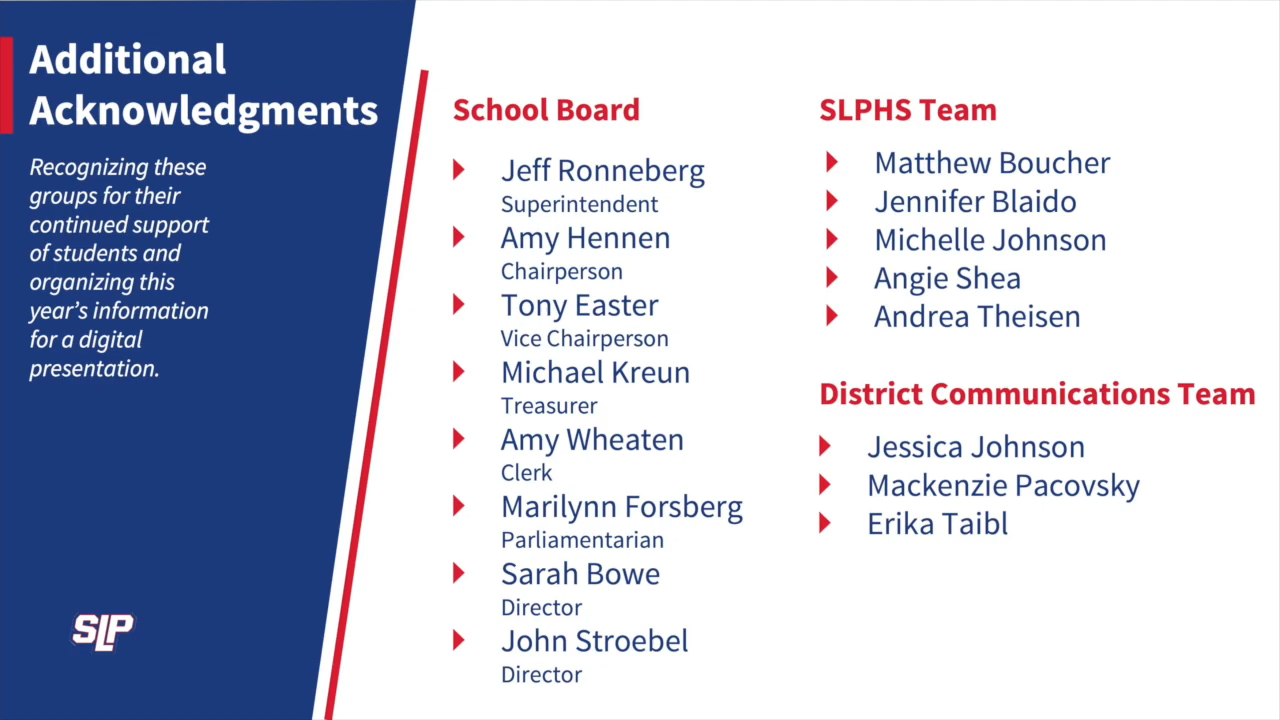 Additional
Acknowledgments
Recognizing these
groups for their
continued support
of students and
organizing this
year's information
for a digital
presentation.
SLP
School Board
Jeff Ronneberg
Superintendent
Amy Hennen
Chairperson
Tony Easter
Vice Chairperson
Michael Kreun
Treasurer
Amy Wheaten
Clerk
Marilynn Forsberg
Parliamentarian
Sarah Bowe
Director
John Stroebel
Director
SLPHS Team
Matthew Boucher
Jennifer Blaido
Michelle Johnson
Angie Shea
Andrea Theisen
District Communications Team
Jessica Johnson
Mackenzie Pacovsky
Erika Taibl